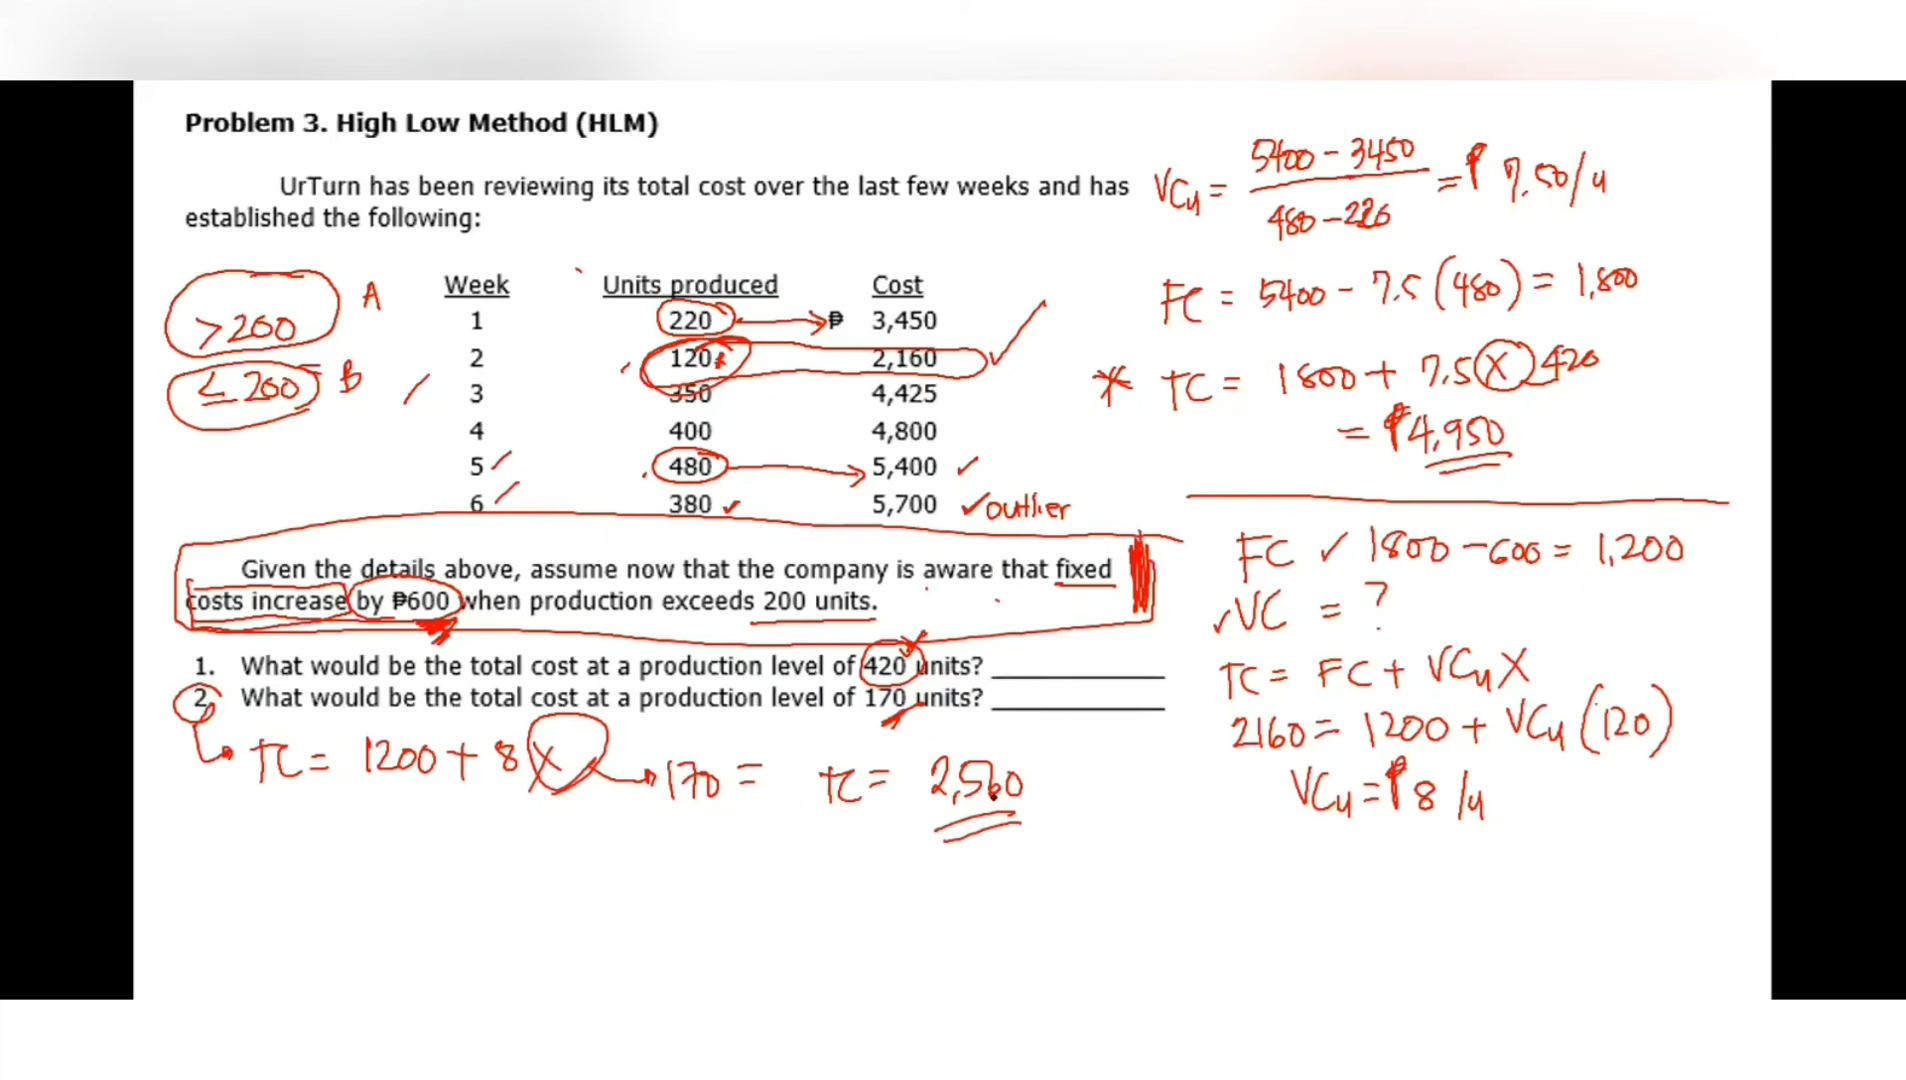 Problem 3. High Low Method (HLM)
UrTurn has been reviewing its total cost over the last few weeks and has
established the following:
Week Units produced Cost
1 220 ₱ 3,450
2 120 2,160
3 350 4,425
4 400 4,800
5 480 5,400
6 380 5,700 outlier
>200 A
≤200 B
Given the details above, assume now that the company is aware that fixed
costs increase by ₱600 when production exceeds 200 units.
1. What would be the total cost at a production level of 420 units?
2. What would be the total cost at a production level of 170 units?
TC = 1200 + 8X 170 = TC = 2,560
VCu = 5400 - 3450 = ₱ 7.50/u
480 - 220
FC = 5400 - 7.5 (480) = 1,800
* TC = 1800 + 7.5 X 420
= ₱4,950
FC ✓ 1800 - 600 = 1,200
✓VC = ?
TC = FC + VCu X
2160 = 1200 + VCu (120)
VCu = ₱8 /u